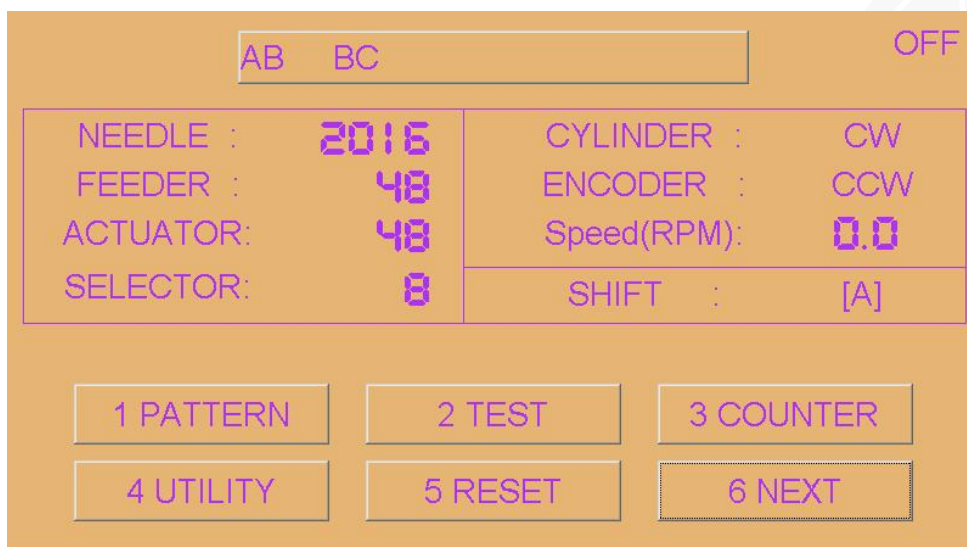 OFF
AB BC
NEEDLE : 2016
FEEDER : 48
ACTUATOR: 48
SELECTOR: 8
CYLINDER : CW
ENCODER : CCW
Speed(RPM): 0.0
SHIFT : [A]
1 PATTERN
2 TEST
3 COUNTER
4 UTILITY
5 RESET
6 NEXT